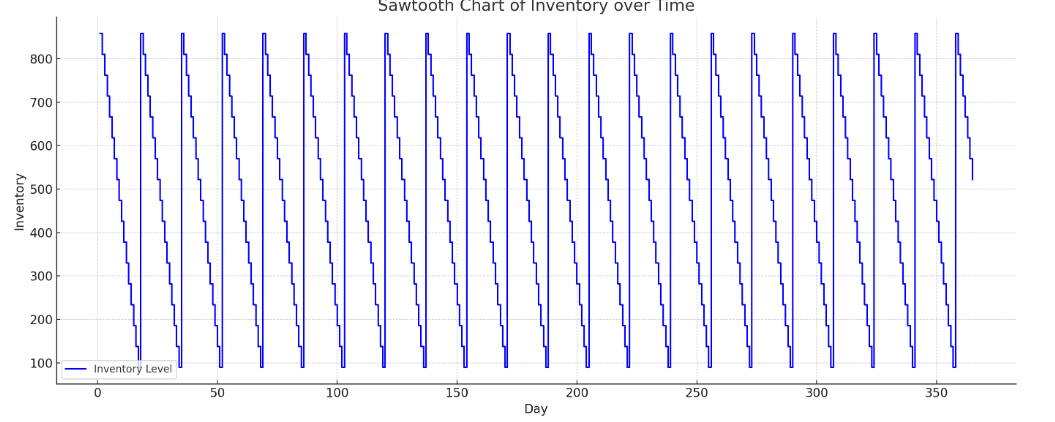 Sawtooth Chart of Inventory over Time
800
700
600
500
400
300
200
100
Inventory
Inventory Level
0 50 100 150 200 250 300 350
Day